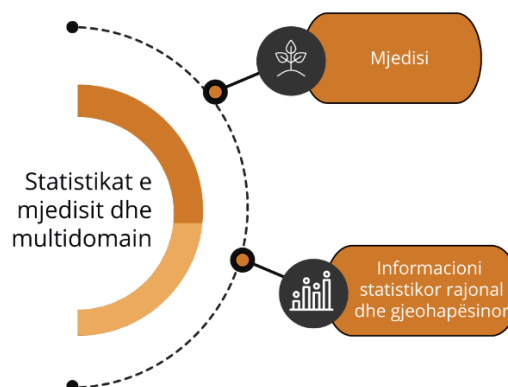 Mjedisi
Statistikat e
mjedisit dhe
multidomain
Informacioni
statistikor rajonal
dhe gjeohapësinor